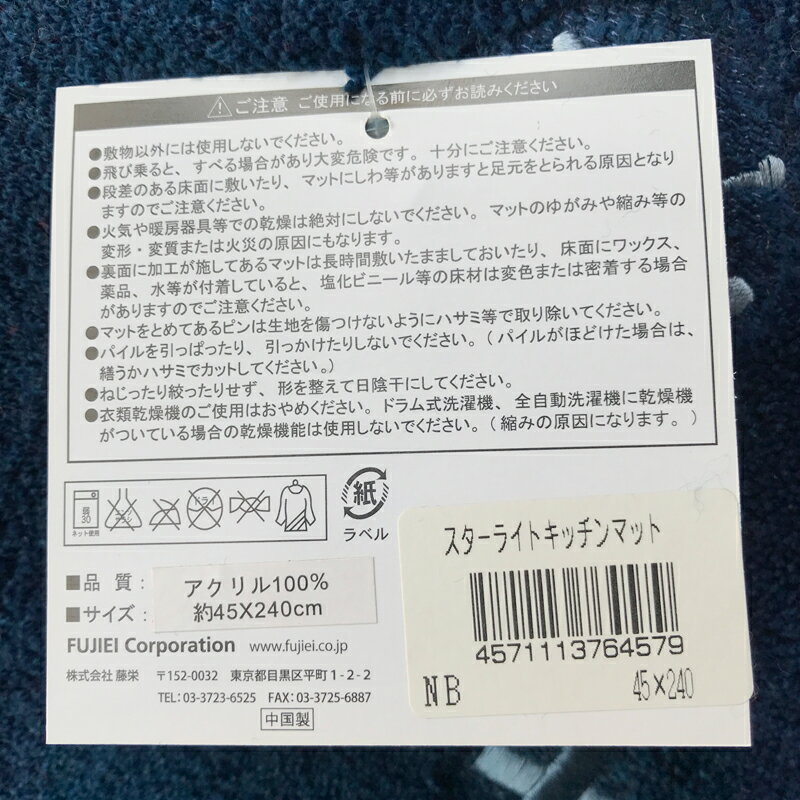 ご注意 ご使用になる前に必ずお読みください
●敷物以外には使用しないでください。
●飛び乗ると、すべる場合があり大変危険です。十分にご注意ください。
●段差のある床面に敷いたり、マットにしわ等がありますと足元をとられる原因となり
ますのでご注意ください。
●火気や暖房器具等での乾燥は絶対にしないでください。マットのゆがみや縮み等の
変形・変質または火災の原因にもなります。
●裏面に加工が施してあるマットは長時間敷いたままにしておいたり、床面にワックス、
薬品、水等が付着していると、塩化ビニール等の床材は変色または密着する場合
がありますのでご注意ください。
●マットをとめてあるピンは生地を傷つけないようにハサミ等で取り除いてください。
●パイルを引っぱったり、引っかけたりしないでください。(パイルがほどけた場合は、
繕うかハサミでカットしてください。)
●ねじったり絞ったりせず、形を整えて日陰干にしてください。
●衣類乾燥機のご使用はおやめください。ドラム式洗濯機、全自動洗濯機に乾燥機
がついている場合の乾燥機能は使用しないでください。(縮みの原因になります。)
弱
30
ネット使用
紙
ラベル
■品質: アクリル100%
■サイズ: 約45X240cm
FUJIEI Corporation www.fujiei.co.jp
株式会社 藤栄 〒152-0032 東京都目黒区平町1-2-2
TEL:03-3723-6525 FAX:03-3725-6887
中国製
スターライトキッチンマット
4571113764579
NB 45×240